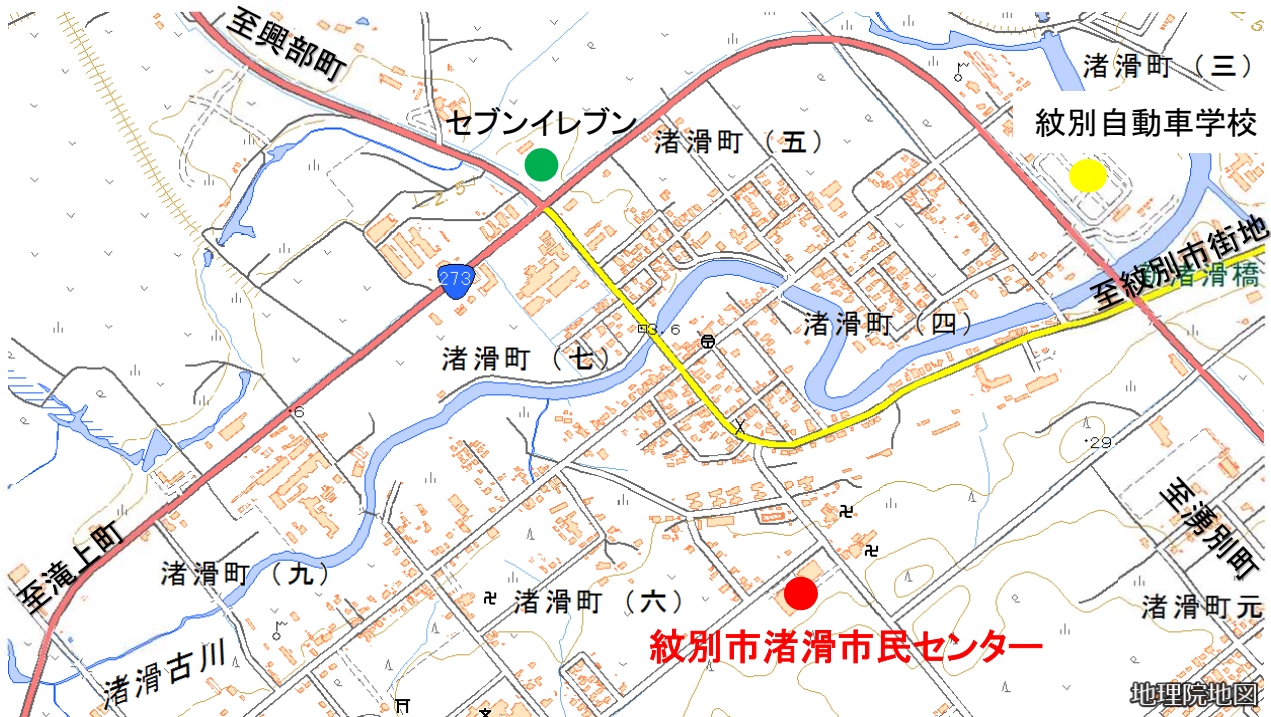 至興部町
渚滑町(三)
紋別自動車学校
セブンイレブン
渚滑町(五)
2.5
273
至紋別市街地
渚滑橋
3.6
渚滑町(四)
渚滑町(七)
6
29
至滝上町
至湧別町
渚滑町(九)
渚滑町(六)
渚滑町元
紋別市渚滑市民センター
渚滑古川
地理院地図